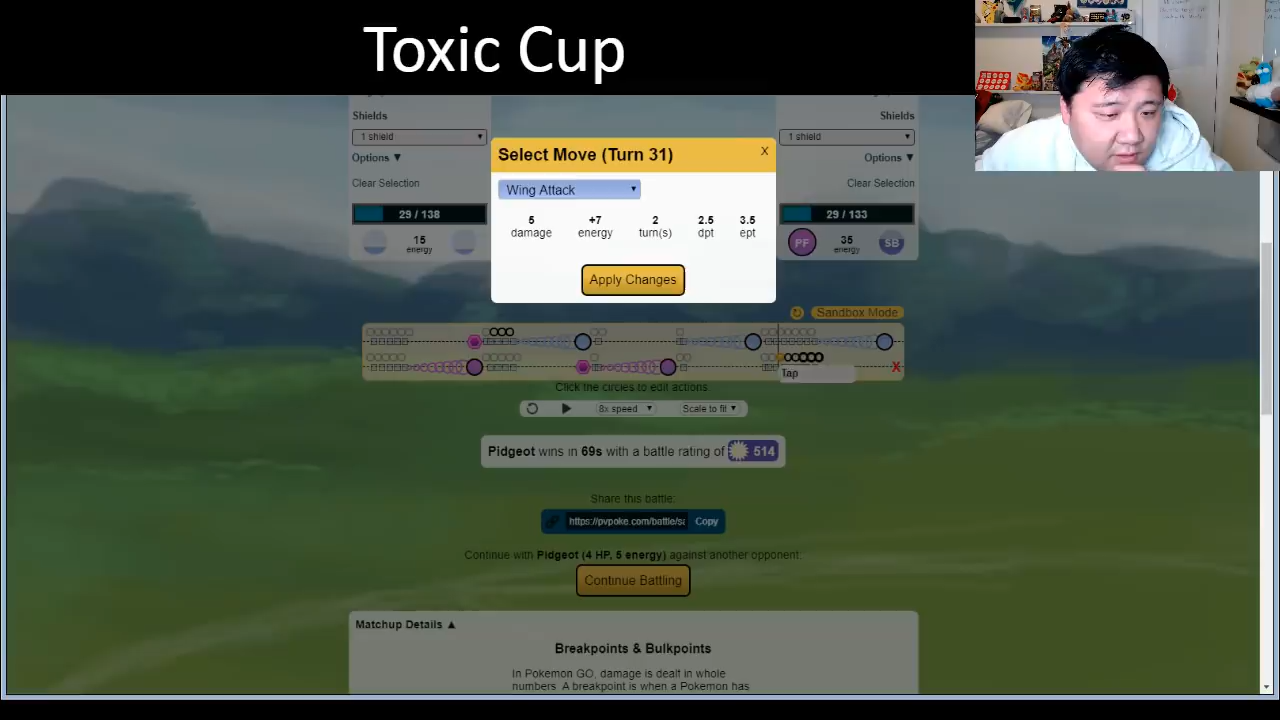 Toxic Cup
Shields
1 shield
Options ▼
Clear Selection
29 / 138
15
energy
Select Move (Turn 31)
X
Wing Attack
5
damage
+7
energy
2
turn(s)
2.5
dpt
3.5
ept
Apply Changes
Shields
1 shield
Options ▼
Clear Selection
29 / 133
PF
35
energy
SB
Sandbox Mode
X
Tap
Click the circles to edit actions.
8x speed
Scale to fit
Pidgeot wins in 69s with a battle rating of 514
Share this battle:
https://pvpoke.com/battle/sa
Copy
Continue with Pidgeot (4 HP, 5 energy) against another opponent:
Continue Battling
Matchup Details ▲
Breakpoints & Bulkpoints
In Pokemon GO, damage is dealt in whole
numbers. A breakpoint is when a Pokemon has